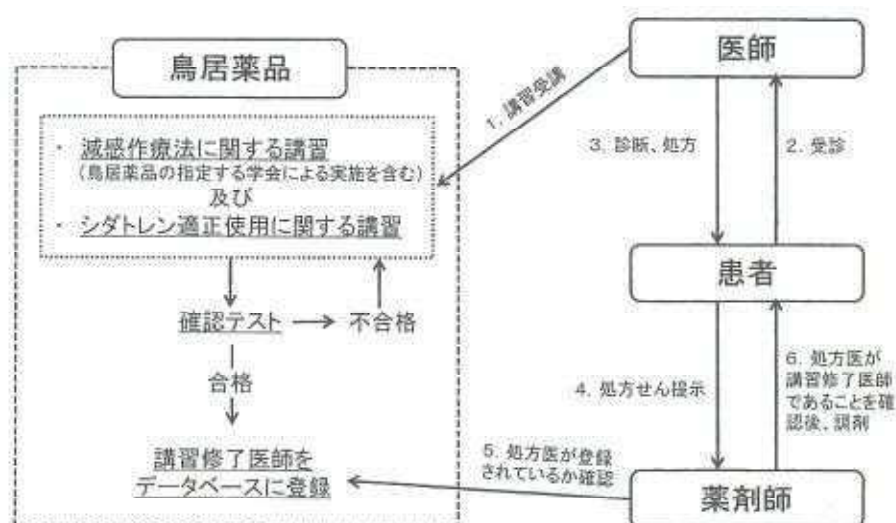 鳥居薬品
・ 減感作療法に関する講習
（鳥居薬品の指定する学会による実施を含む）
及び
・ シダトレン適正使用に関する講習
確認テスト
不合格
合格
講習修了医師を
データベースに登録
1. 講習受講
医師
3. 診断、処方
2. 受診
患者
4. 処方せん提示
6. 処方医が
講習修了医師
であることを確
認後、調剤
5. 処方医が登録
されているか確認
薬剤師